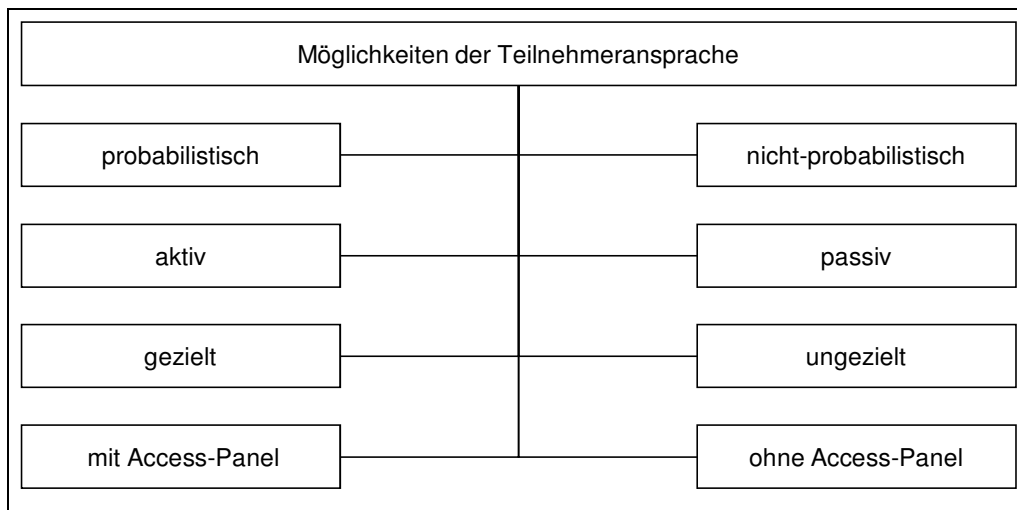 Möglichkeiten der Teilnehmeransprache
probabilistisch
nicht-probabilistisch
aktiv
passiv
gezielt
ungezielt
mit Access-Panel
ohne Access-Panel